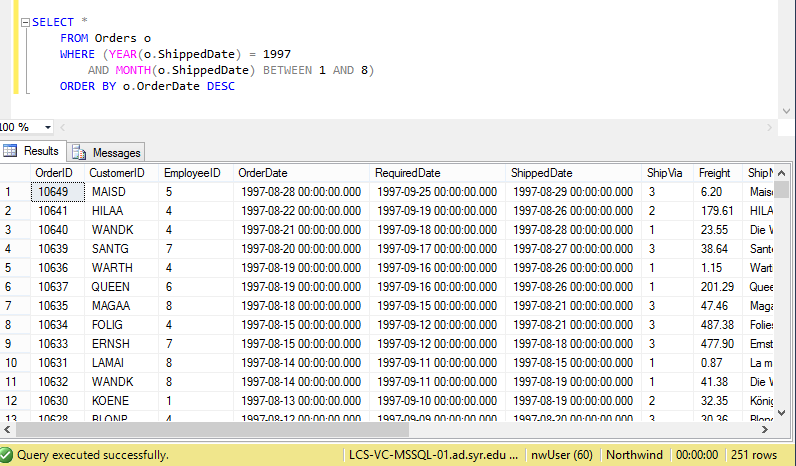 SELECT *
FROM Orders o
WHERE (YEAR(o.ShippedDate) = 1997
AND MONTH(o.ShippedDate) BETWEEN 1 AND 8)
ORDER BY o.OrderDate DESC
100 %
Results Messages
OrderID CustomerID EmployeeID OrderDate RequiredDate ShippedDate ShipVia Freight ShipN
1 10649 MAISD 5 1997-08-28 00:00:00.000 1997-09-25 00:00:00.000 1997-08-29 00:00:00.000 3 6.20 Maiso
2 10641 HILAA 4 1997-08-22 00:00:00.000 1997-09-19 00:00:00.000 1997-08-26 00:00:00.000 2 179.61 HILA
3 10640 WANDK 4 1997-08-21 00:00:00.000 1997-09-18 00:00:00.000 1997-08-28 00:00:00.000 1 23.55 Die W
4 10639 SANTG 7 1997-08-20 00:00:00.000 1997-09-17 00:00:00.000 1997-08-27 00:00:00.000 3 38.64 Sante
5 10636 WARTH 4 1997-08-19 00:00:00.000 1997-09-16 00:00:00.000 1997-08-26 00:00:00.000 1 1.15 Warti
6 10637 QUEEN 6 1997-08-19 00:00:00.000 1997-09-16 00:00:00.000 1997-08-26 00:00:00.000 1 201.29 Quee
7 10635 MAGAA 8 1997-08-18 00:00:00.000 1997-09-15 00:00:00.000 1997-08-21 00:00:00.000 3 47.46 Maga
8 10634 FOLIG 4 1997-08-15 00:00:00.000 1997-09-12 00:00:00.000 1997-08-21 00:00:00.000 3 487.38 Folies
9 10633 ERNSH 7 1997-08-15 00:00:00.000 1997-09-12 00:00:00.000 1997-08-18 00:00:00.000 3 477.90 Ernst
10 10631 LAMAI 8 1997-08-14 00:00:00.000 1997-09-11 00:00:00.000 1997-08-15 00:00:00.000 1 0.87 La m
11 10632 WANDK 8 1997-08-14 00:00:00.000 1997-09-11 00:00:00.000 1997-08-19 00:00:00.000 1 41.38 Die W
12 10630 KOENE 1 1997-08-13 00:00:00.000 1997-09-10 00:00:00.000 1997-08-19 00:00:00.000 2 32.35 König
13 10628 BLONP 4 1997-08-12 00:00:00.000 1997-09-09 00:00:00.000 1997-08-20 00:00:00.000 3 30.36 Blond
Query executed successfully. LCS-VC-MSSQL-01.ad.syr.edu ... nwUser (60) Northwind 00:00:00 251 rows